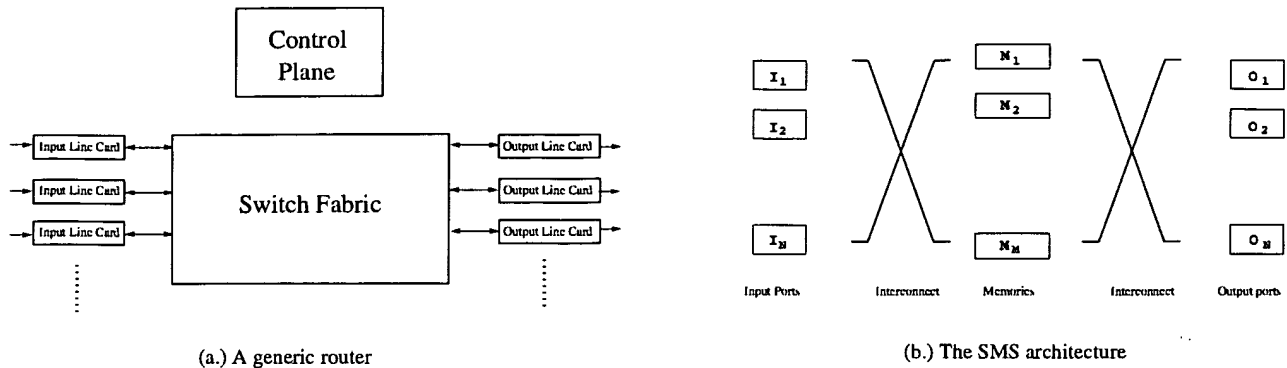 Control
Plane
Input Line Card
Input Line Card
Input Line Card
Switch Fabric
Output Line Card
Output Line Card
Output Line Card
(a.) A generic router
I1
I2
IN
M1
M2
MM
O1
O2
ON
Input Ports
Interconnect
Memories
Interconnect
Output ports
(b.) The SMS architecture